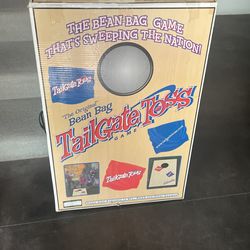 THE BEAN-BAG GAME
THAT'S SWEEPING THE NATION!
TailGate Toss
The Original
Bean Bag
TailGate Toss
GAME
TailGate Toss